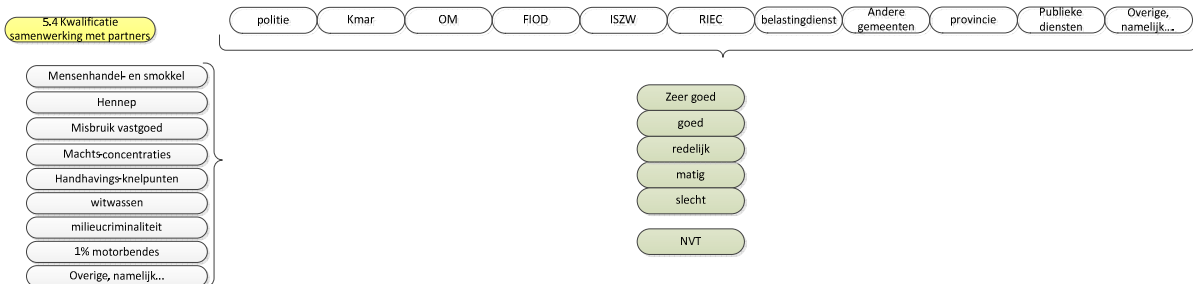 5.4 Kwalificatie
samenwerking met partners
politie
Kmar
OM
FIOD
ISZW
RIEC
belastingdienst
Andere
gemeenten
provincie
Publieke
diensten
Overige,
namelijk...
Mensenhandel- en smokkel
Hennep
Misbruik vastgoed
Machts-concentraties
Handhavings-knelpunten
witwassen
milieucriminaliteit
1% motorbendes
Overige, namelijk...
Zeer goed
goed
redelijk
matig
slecht
NVT